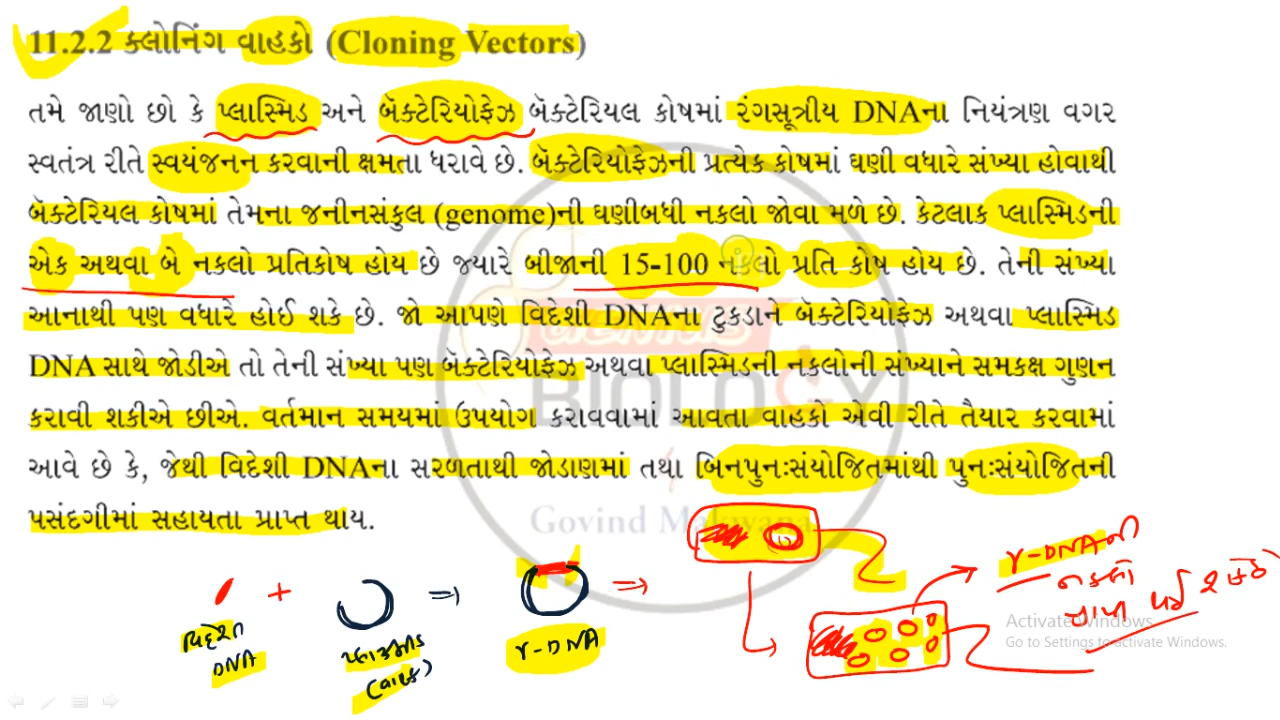 11.2.2 ક્લોનિંગ વાહકો (Cloning Vectors)
તમે જાણો છો કે પ્લાસ્મિડ અને બૅક્ટેરિયોફેઝ બૅક્ટેરિયલ કોષમાં રંગસૂત્રીય DNAના નિયંત્રણ વગર
સ્વતંત્ર રીતે સ્વયંજનન કરવાની ક્ષમતા ધરાવે છે. બૅક્ટેરિયોફેઝની પ્રત્યેક કોષમાં ઘણી વધારે સંખ્યા હોવાથી
બૅક્ટેરિયલ કોષમાં તેમના જનીનસંકુલ (genome)ની ઘણીબધી નકલો જોવા મળે છે. કેટલાક પ્લાસ્મિડની
એક અથવા બે નકલો પ્રતિકોષ હોય છે જ્યારે બીજાની 15-100 નકલો પ્રતિ કોષ હોય છે. તેની સંખ્યા
આનાથી પણ વધારે હોઈ શકે છે. જો આપણે વિદેશી DNAના ટુકડાને બૅક્ટેરિયોફેઝ અથવા પ્લાસ્મિડ
DNA સાથે જોડીએ તો તેની સંખ્યા પણ બૅક્ટેરિયોફેઝ અથવા પ્લાસ્મિડની નકલોની સંખ્યાને સમકક્ષ ગુણન
કરાવી શકીએ છીએ. વર્તમાન સમયમાં ઉપયોગ કરાવવામાં આવતા વાહકો એવી રીતે તૈયાર કરવામાં
આવે છે કે, જેથી વિદેશી DNAના સરળતાથી જોડાણમાં તથા બિનપુનઃસંયોજિતમાંથી પુનઃસંયોજિતની
પસંદગીમાં સહાયતા પ્રાપ્ત થાય.
BIOLOGY
Govind Makwana
r-DNAની
નકલો
+ ⇒ ⇒
વિદેશી
DNA
(વાહક)
r-DNA
Activate Windows
Go to Settings to activate Windows.